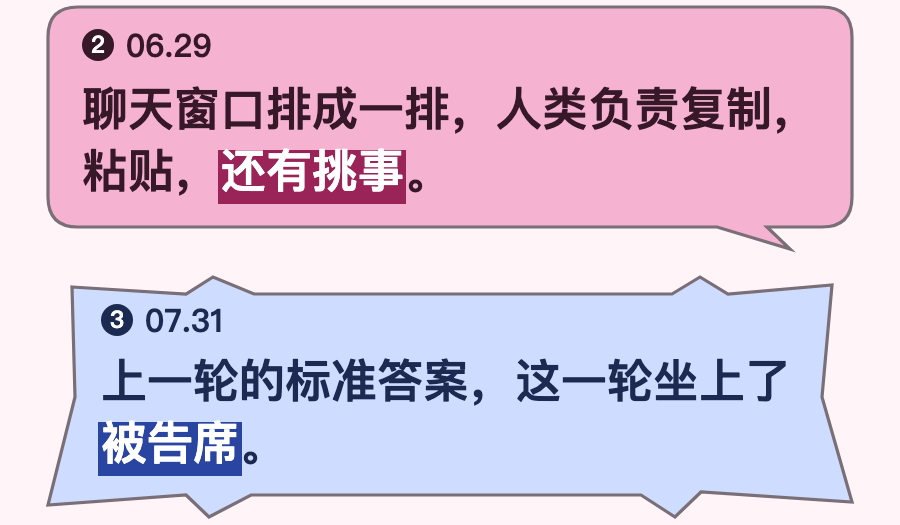 2 06.29
聊天窗口排成一排，人类负责复制，
粘贴，还有挑事。
3 07.31
上一轮的标准答案，这一轮坐上了
被告席。